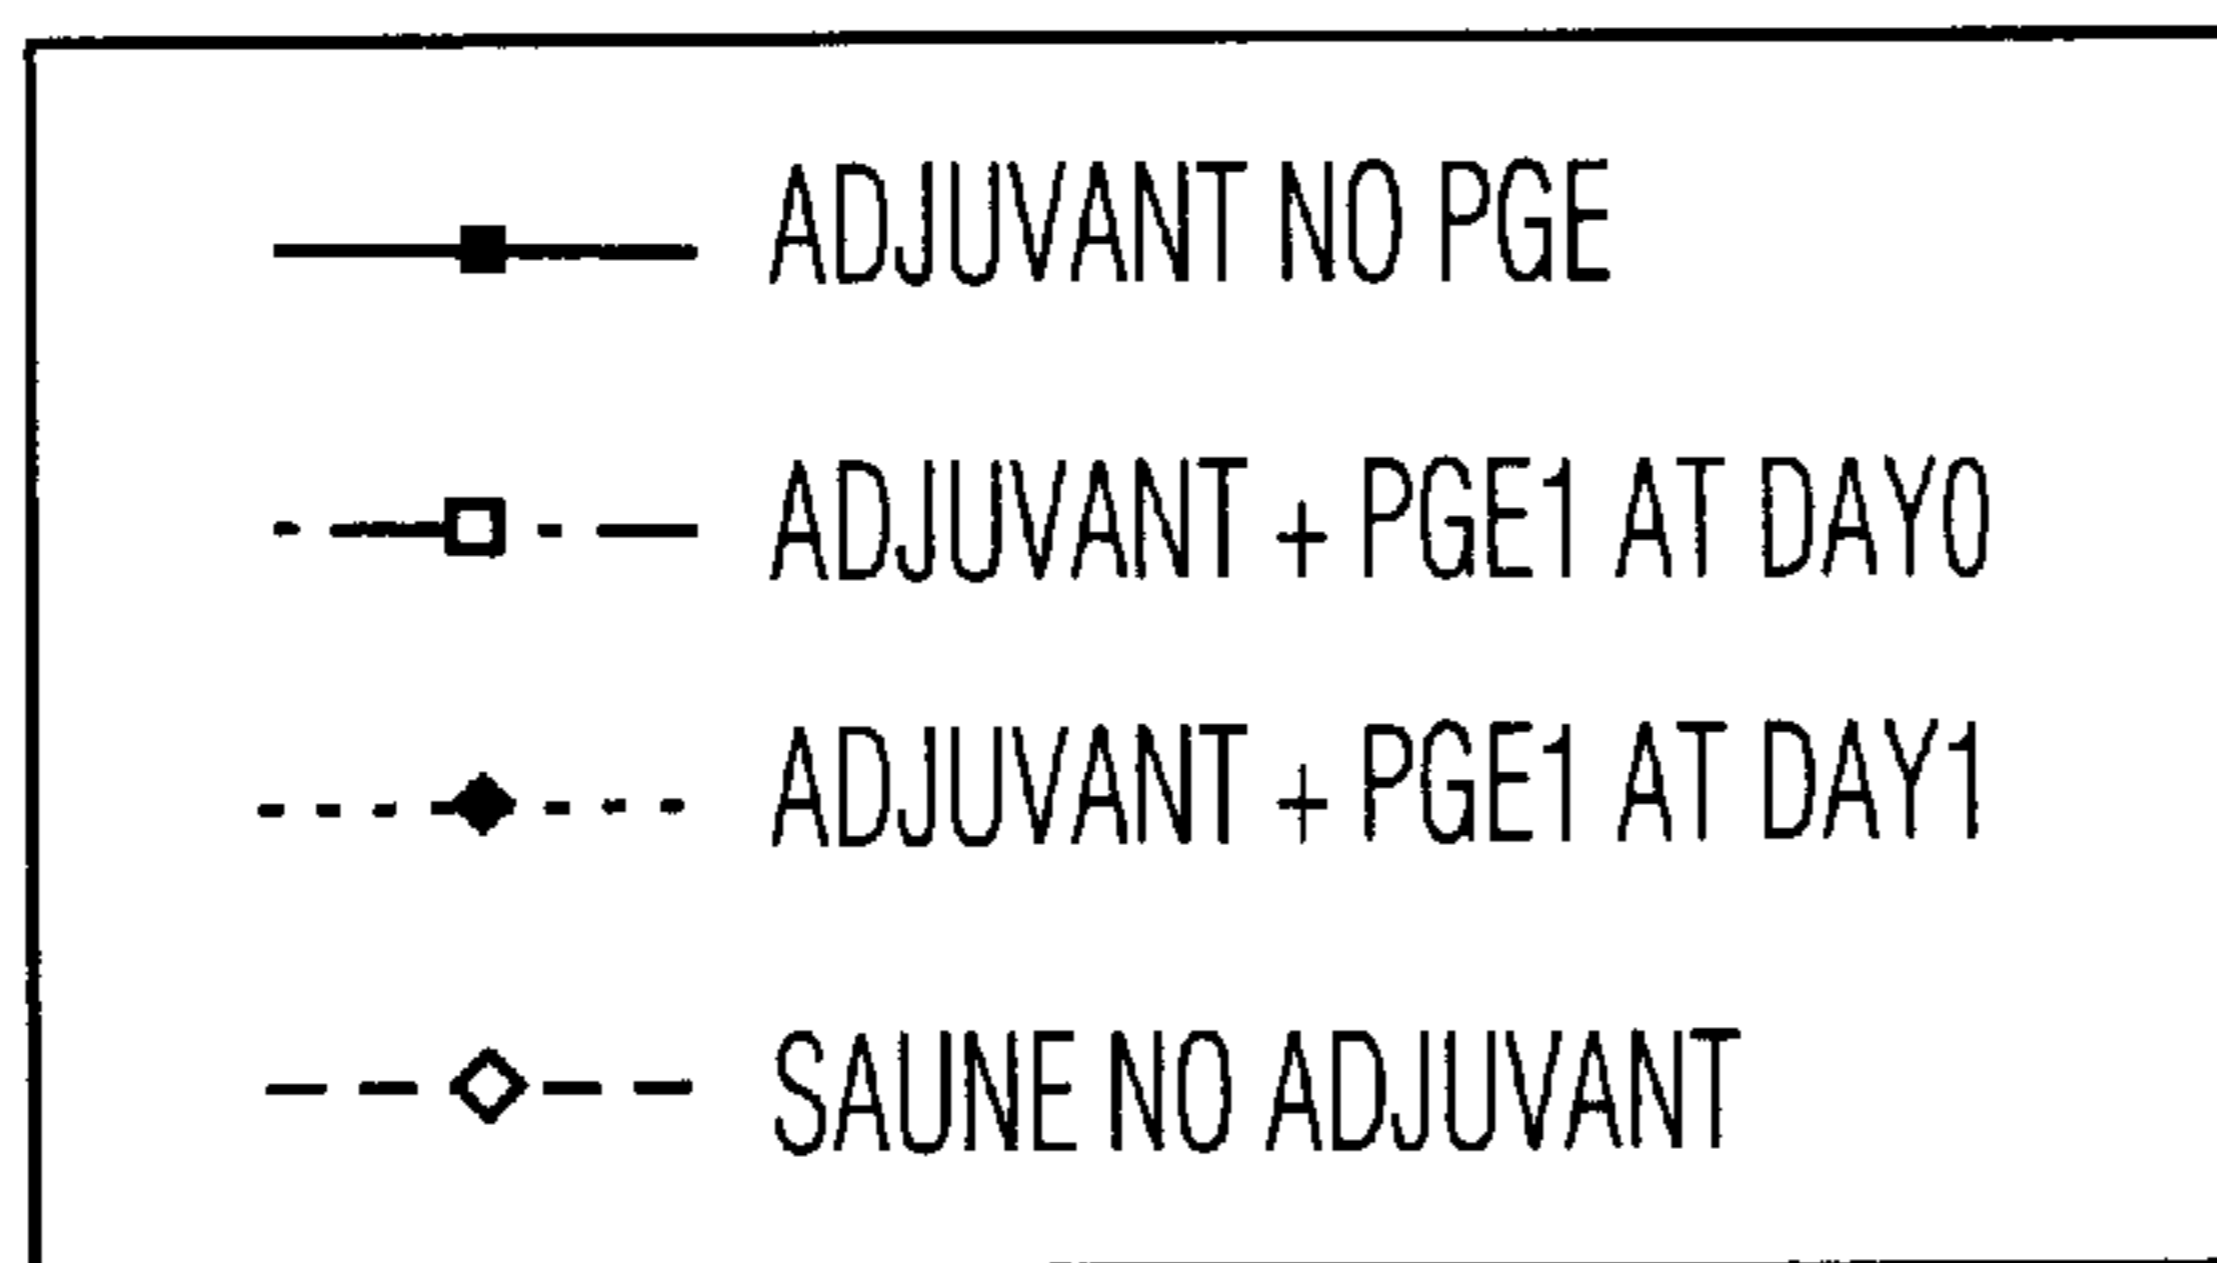 ADJUVANT NO PGE
ADJUVANT + PGE1 AT DAY0
ADJUVANT + PGE1 AT DAY1
SAUNE NO ADJUVANT